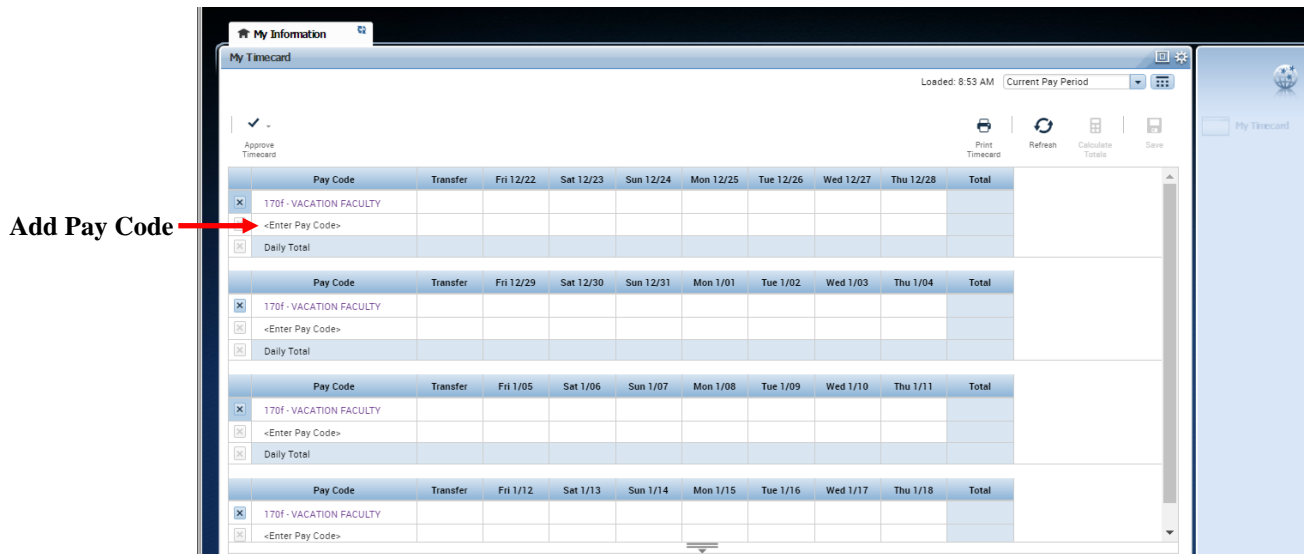 My Information
My Timecard
Loaded: 8:53 AM Current Pay Period
Approve Timecard
Print Timecard
Refresh
Calculate Totals
Save
My Timecard
Pay Code Transfer Fri 12/22 Sat 12/23 Sun 12/24 Mon 12/25 Tue 12/26 Wed 12/27 Thu 12/28 Total
170f - VACATION FACULTY
Add Pay Code
<Enter Pay Code>
Daily Total
Pay Code Transfer Fri 12/29 Sat 12/30 Sun 12/31 Mon 1/01 Tue 1/02 Wed 1/03 Thu 1/04 Total
170f - VACATION FACULTY
<Enter Pay Code>
Daily Total
Pay Code Transfer Fri 1/05 Sat 1/06 Sun 1/07 Mon 1/08 Tue 1/09 Wed 1/10 Thu 1/11 Total
170f - VACATION FACULTY
<Enter Pay Code>
Daily Total
Pay Code Transfer Fri 1/12 Sat 1/13 Sun 1/14 Mon 1/15 Tue 1/16 Wed 1/17 Thu 1/18 Total
170f - VACATION FACULTY
<Enter Pay Code>